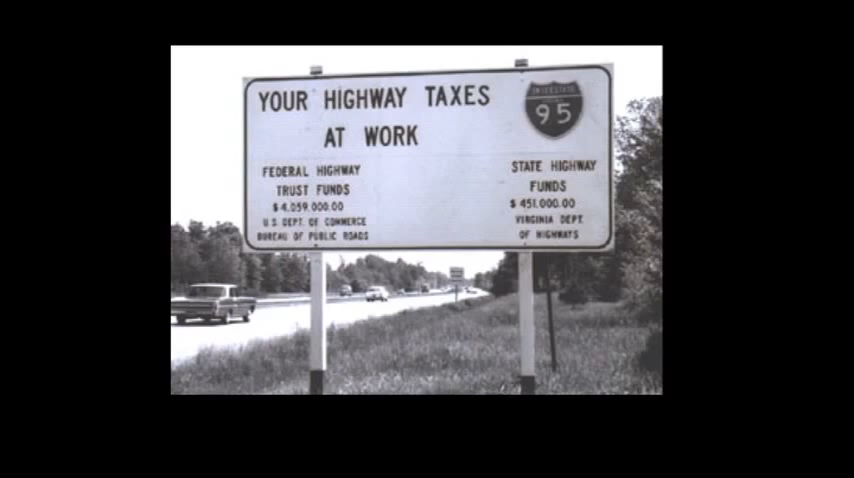 YOUR HIGHWAY TAXES
AT WORK
INTERSTATE
95
FEDERAL HIGHWAY
TRUST FUNDS
$4,059,000.00
U.S. DEPT. OF COMMERCE
BUREAU OF PUBLIC ROADS
STATE HIGHWAY
FUNDS
$451,000.00
VIRGINIA DEPT.
OF HIGHWAYS